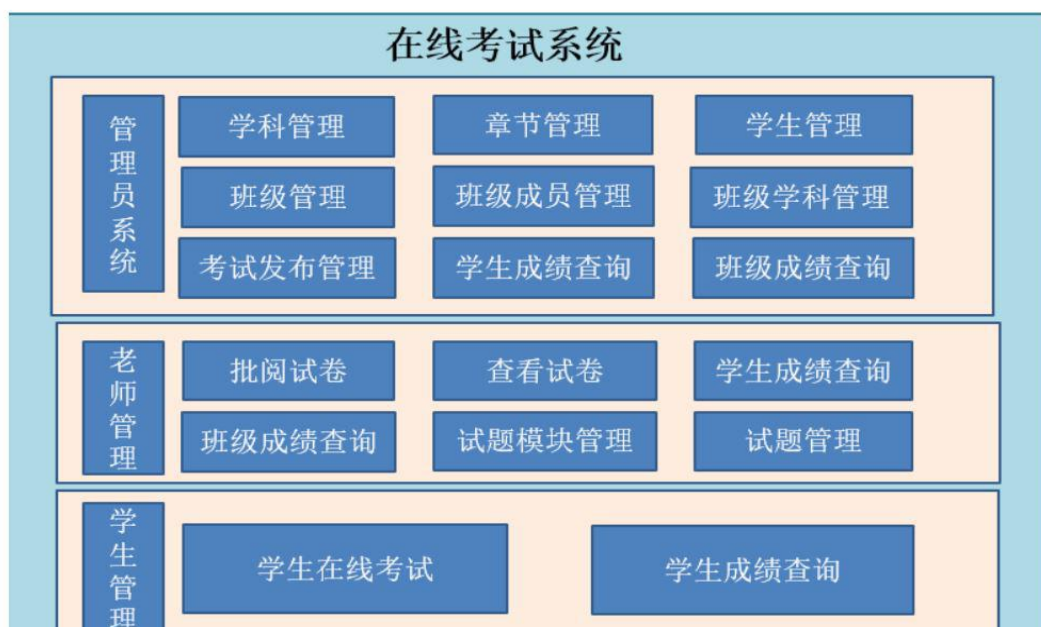 在线考试系统
管理员系统
学科管理
章节管理
学生管理
班级管理
班级成员管理
班级学科管理
考试发布管理
学生成绩查询
班级成绩查询
老师管理
批阅试卷
查看试卷
学生成绩查询
班级成绩查询
试题模块管理
试题管理
学生管理
学生在线考试
学生成绩查询